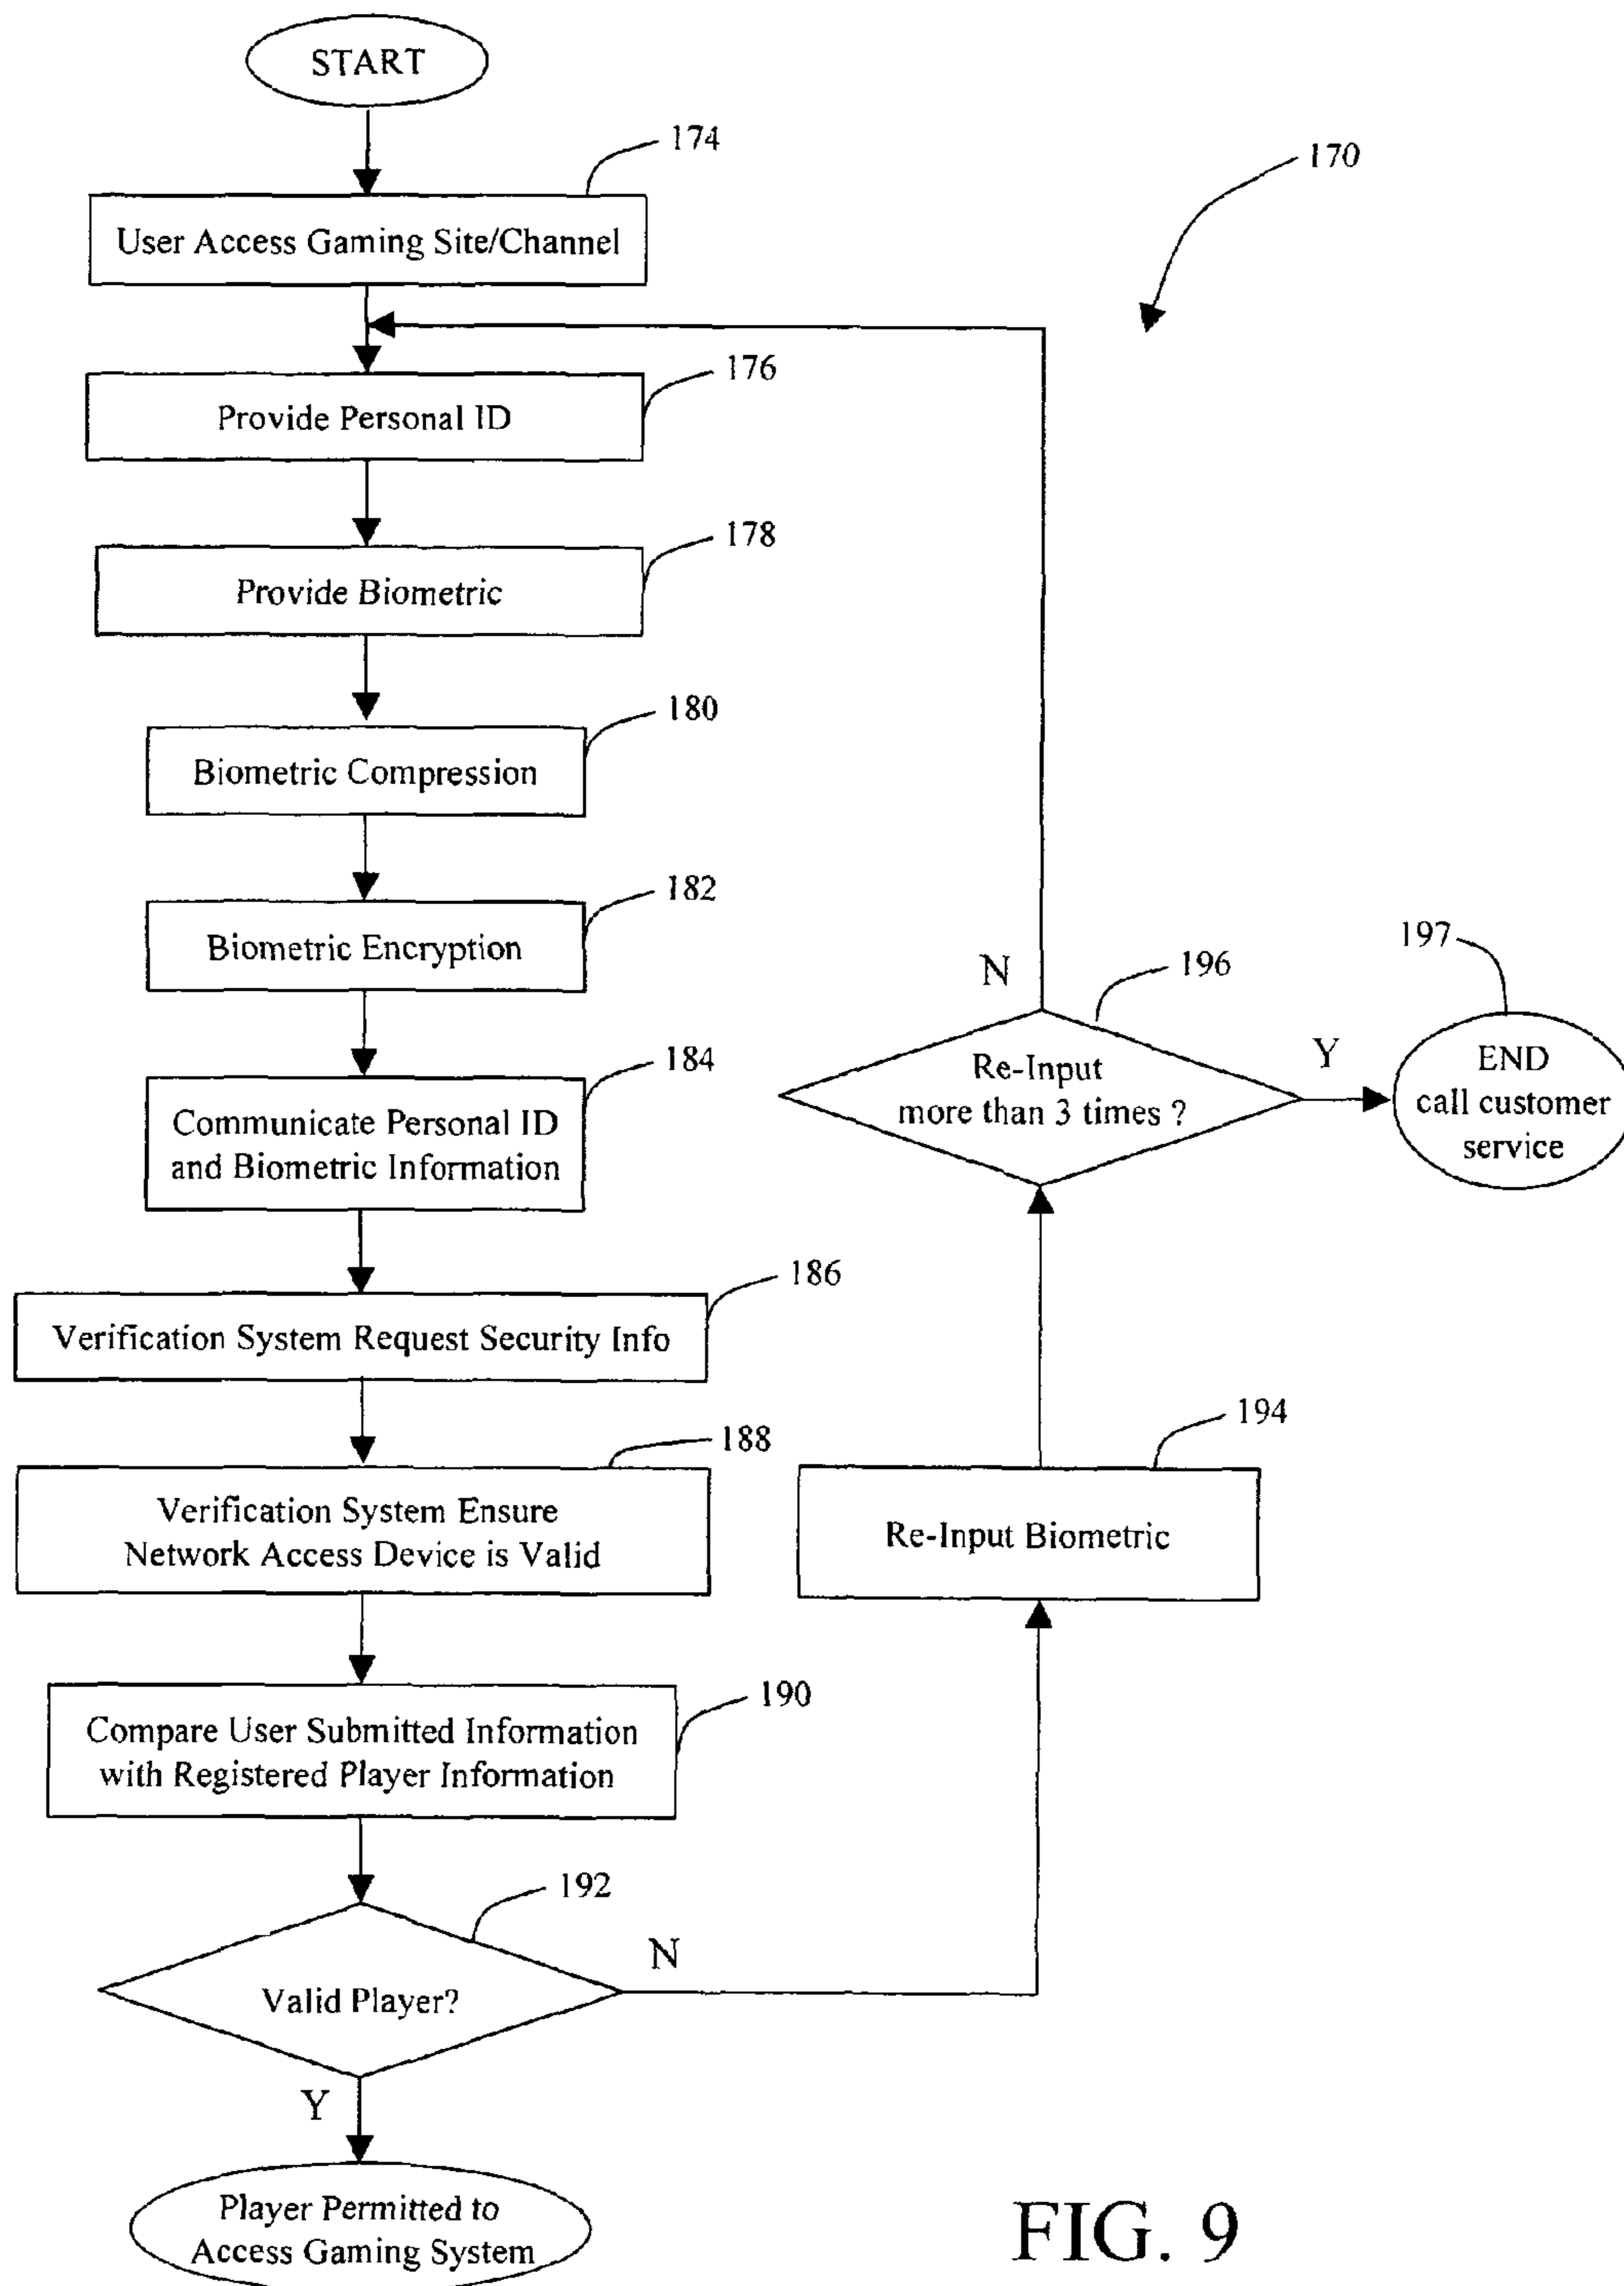 START
174
170
User Access Gaming Site/Channel
176
Provide Personal ID
178
Provide Biometric
180
Biometric Compression
182
Biometric Encryption
184
Communicate Personal ID
and Biometric Information
186
Verification System Request Security Info
188
Verification System Ensure
Network Access Device is Valid
190
Compare User Submitted Information
with Registered Player Information
192
Valid Player?
N
Y
Player Permitted to
Access Gaming System
194
Re-Input Biometric
196
N
Re-Input
more than 3 times ?
Y
197
END
call customer
service
FIG. 9